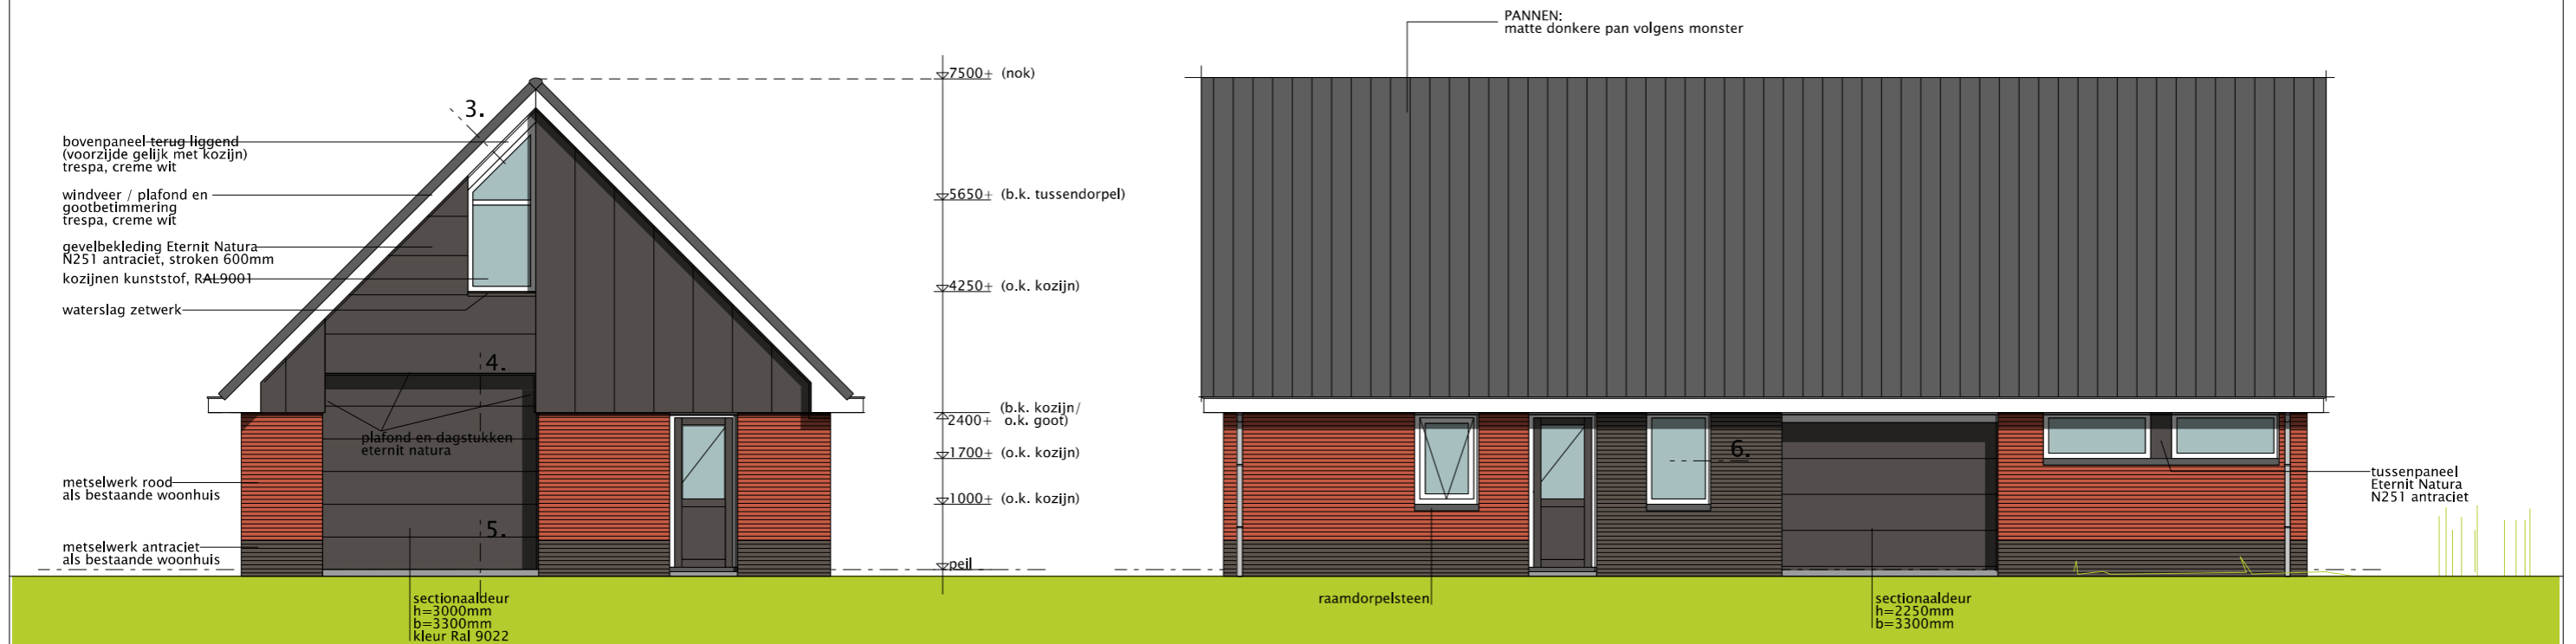 PANNEN:
matte donkere pan volgens monster
7500+ (nok)
3.
bovenpaneel terug liggend
(voorzijde gelijk met kozijn)
trespa, creme wit
windveer / plafond en
gootbetimmering
trespa, creme wit
5650+ (b.k. tussendorpel)
gevelbekleding Eternit Natura
N251 antraciet, stroken 600mm
kozijnen kunststof, RAL9001
4250+ (o.k. kozijn)
waterslag zetwerk
4.
(b.k. kozijn/
2400+ o.k. goot)
plafond en dagstukken
eternit natura
1700+ (o.k. kozijn)
6.
metselwerk rood
als bestaande woonhuis
tussenpaneel
Eternit Natura
N251 antraciet
1000+ (o.k. kozijn)
5.
metselwerk antraciet
als bestaande woonhuis
peil
sectionaaldeur
h=3000mm
b=3300mm
kleur Ral 9022
raamdorpelsteen
sectionaaldeur
h=2250mm
b=3300mm